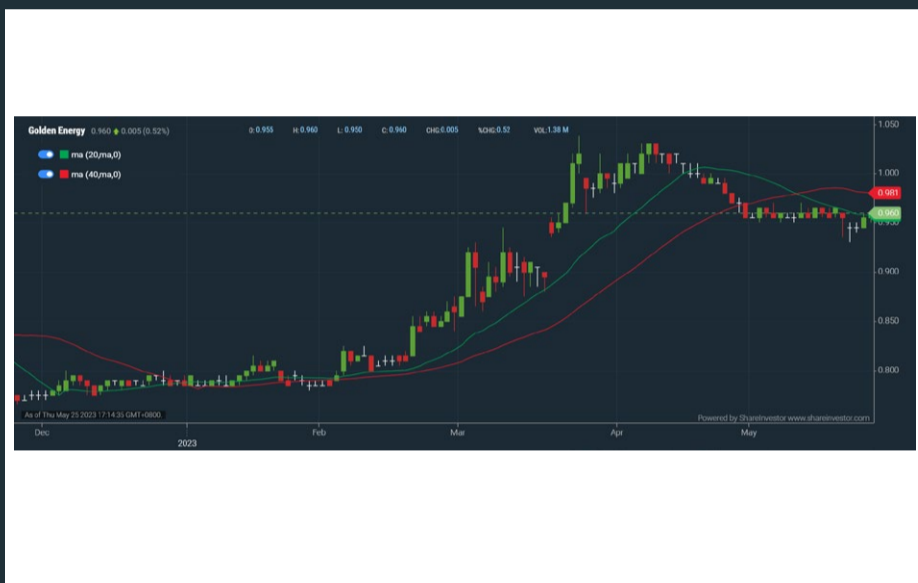 Golden Energy 0.960 0.005 (0.52%) O: 0.955 H: 0.960 L: 0.950 C: 0.960 CHG:0.005 %CHG:0.52 VOL:1.38 M
ma (20,ma,0)
ma (40,ma,0)
1.050
1.000
0.981
0.960
0.950
0.900
0.850
0.800
As of Thu May 25 2023 17:14:35 GMT+0800
Powered by ShareInvestor www.shareinvestor.com
Dec Feb Mar Apr May
2023